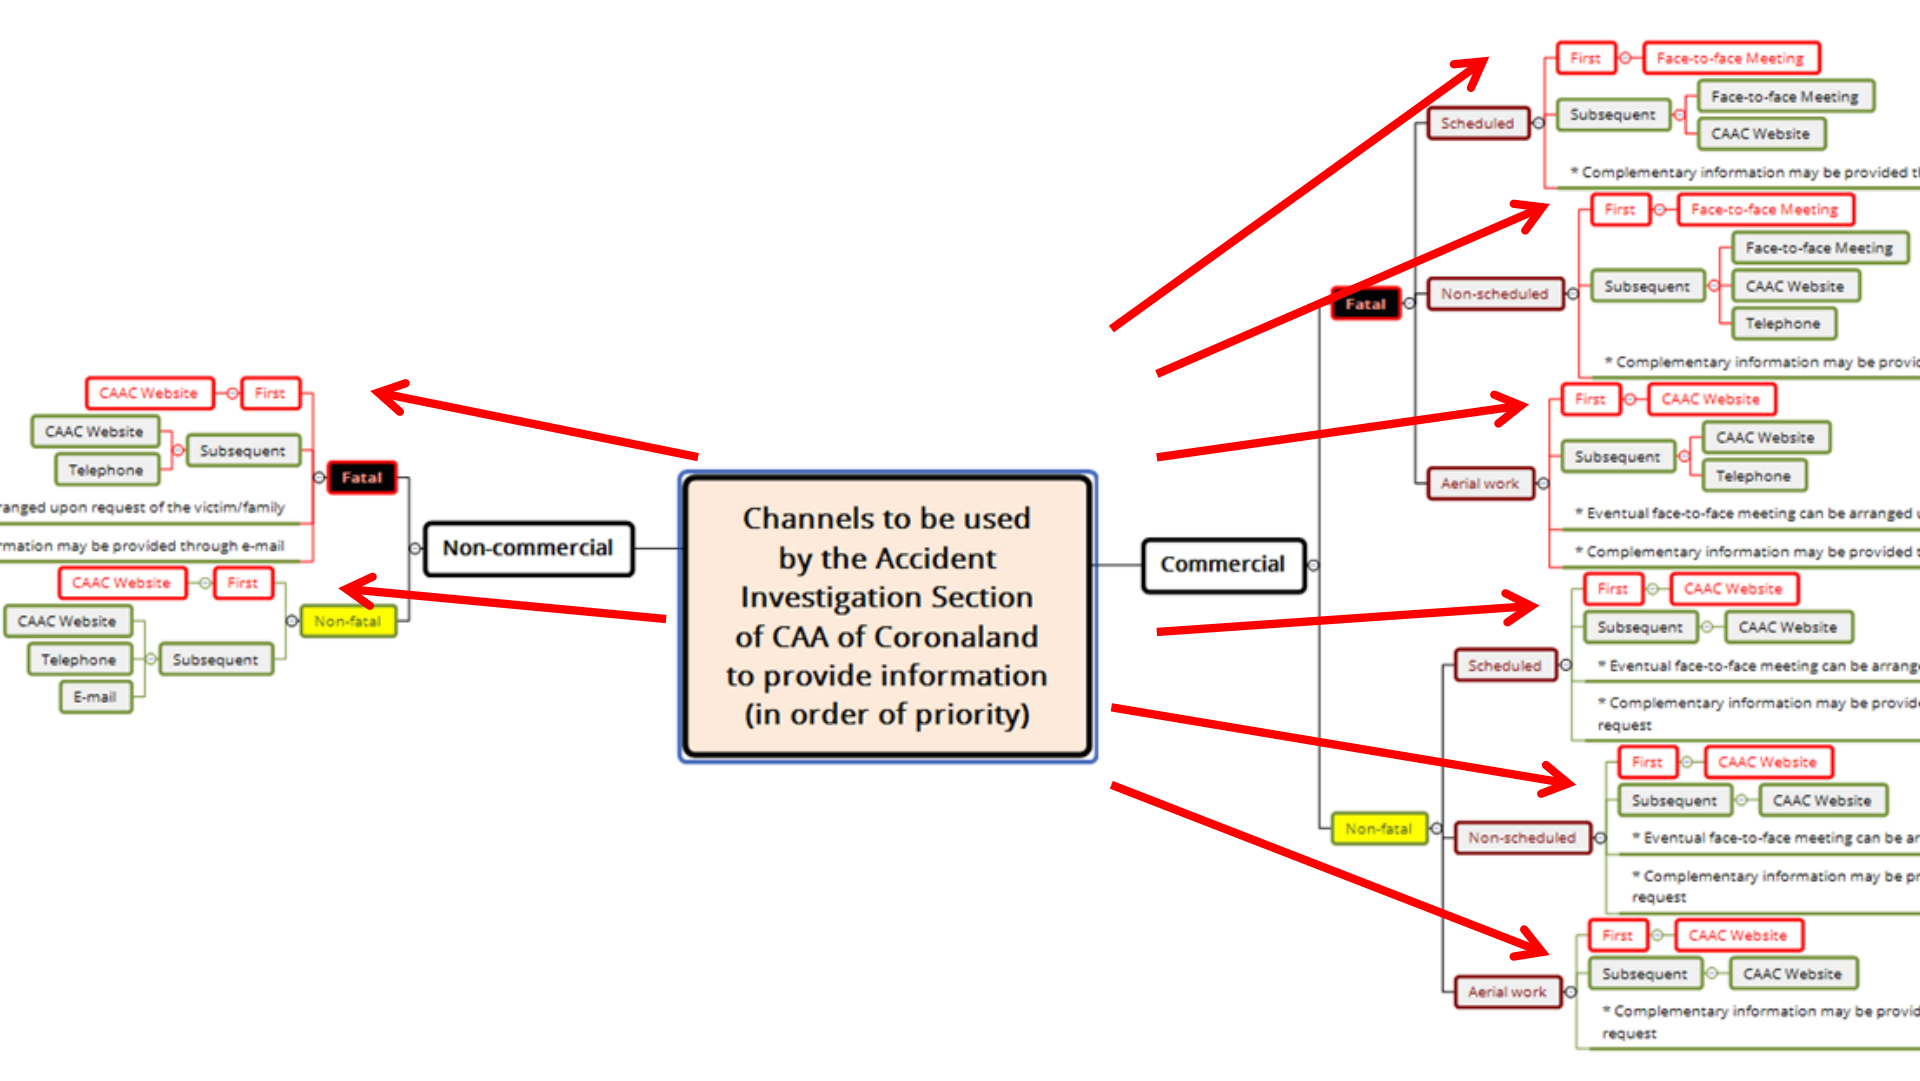 Channels to be used
by the Accident
Investigation Section
of CAA of Coronaland
to provide information
(in order of priority)
Non-commercial
Fatal
First
CAAC Website
Subsequent
CAAC Website
Telephone
upon request of the victim/family
may be provided through e-mail
Non-fatal
First
CAAC Website
Subsequent
CAAC Website
Telephone
E-mail
Commercial
Fatal
Scheduled
First
Face-to-face Meeting
Subsequent
Face-to-face Meeting
CAAC Website
* Complementary information may be provided
Non-scheduled
First
Face-to-face Meeting
Subsequent
Face-to-face Meeting
CAAC Website
Telephone
* Complementary information may be
Aerial work
First
CAAC Website
Subsequent
CAAC Website
Telephone
* Eventual face-to-face meeting can be arranged
* Complementary information may be provided
Non-fatal
Scheduled
First
CAAC Website
Subsequent
CAAC Website
* Eventual face-to-face meeting can be
* Complementary information may be
request
Non-scheduled
First
CAAC Website
Subsequent
CAAC Website
* Eventual face-to-face meeting can be
* Complementary information may be
request
Aerial work
First
CAAC Website
Subsequent
CAAC Website
* Complementary information may be
request